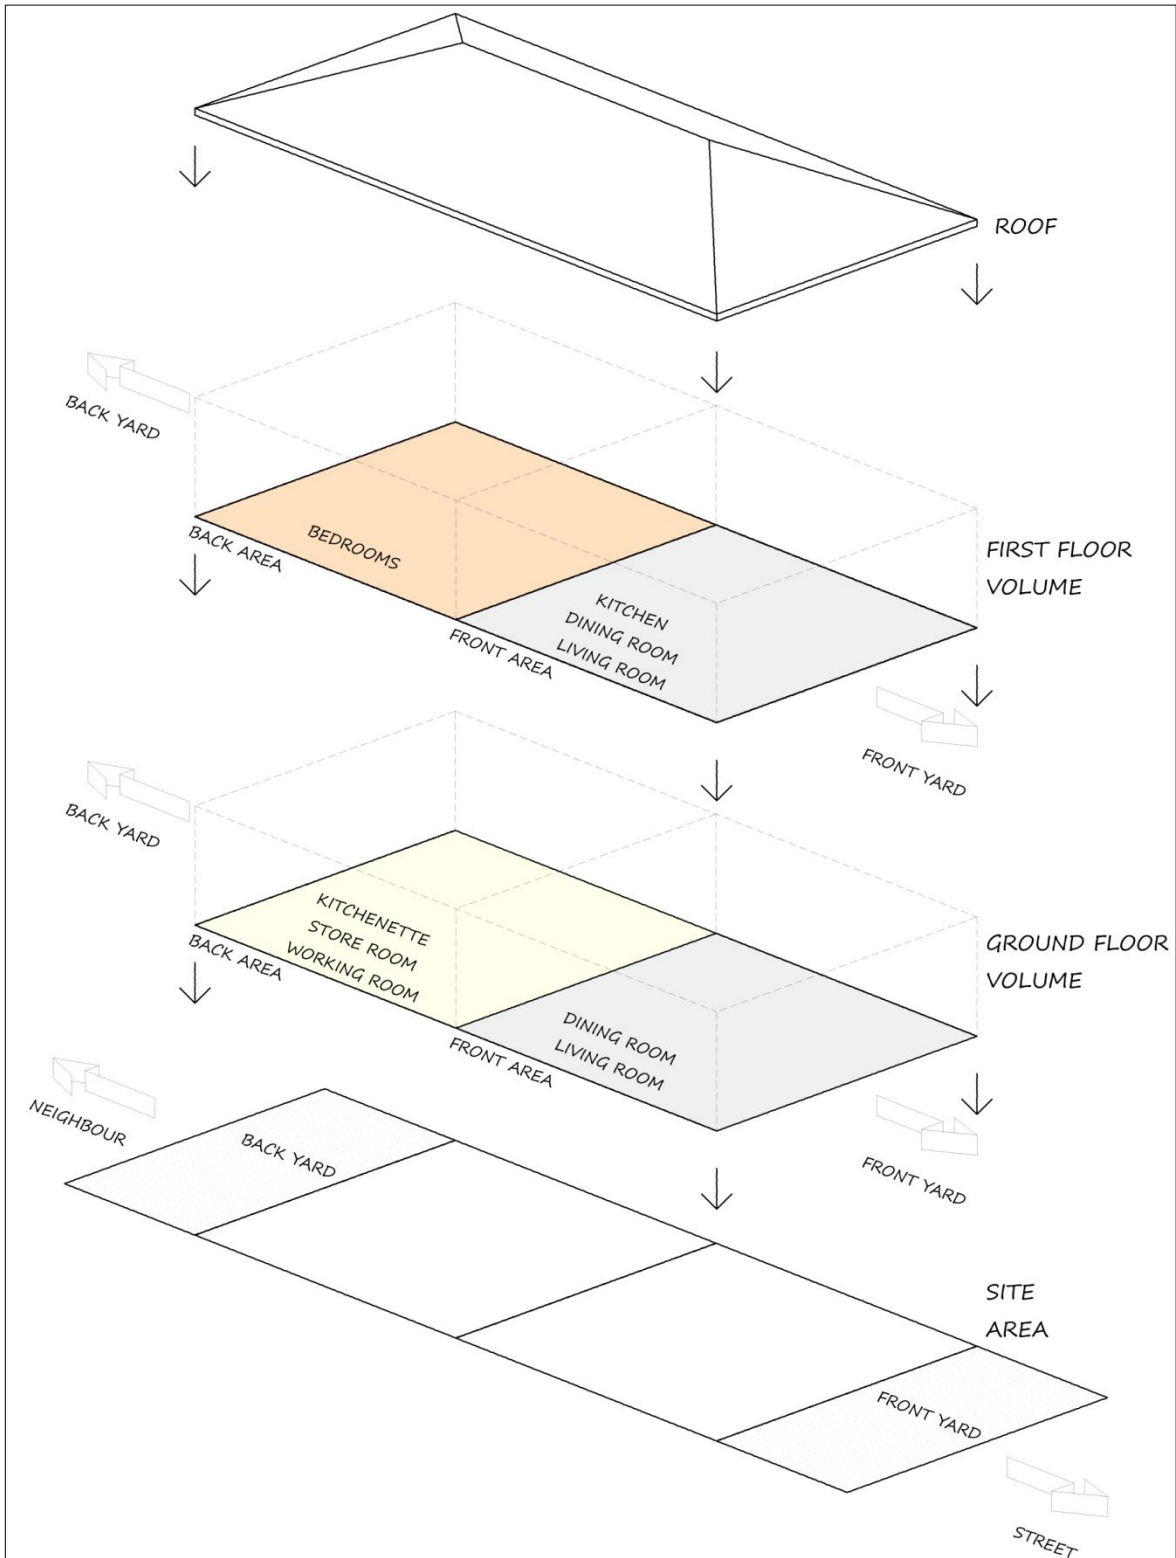 ROOF
BACK YARD
BEDROOMS
BACK AREA
FIRST FLOOR
VOLUME
KITCHEN
DINING ROOM
LIVING ROOM
FRONT AREA
FRONT YARD
BACK YARD
KITCHENETTE
STORE ROOM
WORKING ROOM
BACK AREA
GROUND FLOOR
VOLUME
DINING ROOM
LIVING ROOM
FRONT AREA
FRONT YARD
NEIGHBOUR
BACK YARD
SITE
AREA
FRONT YARD
STREET